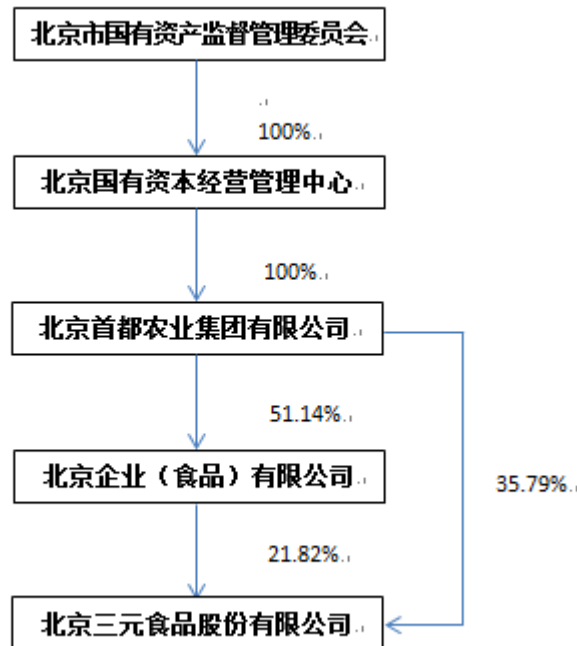 北京市国有资产监督管理委员会
100%
北京国有资本经营管理中心
100%
北京首都农业集团有限公司
51.14%
北京企业（食品）有限公司
35.79%
21.82%
北京三元食品股份有限公司